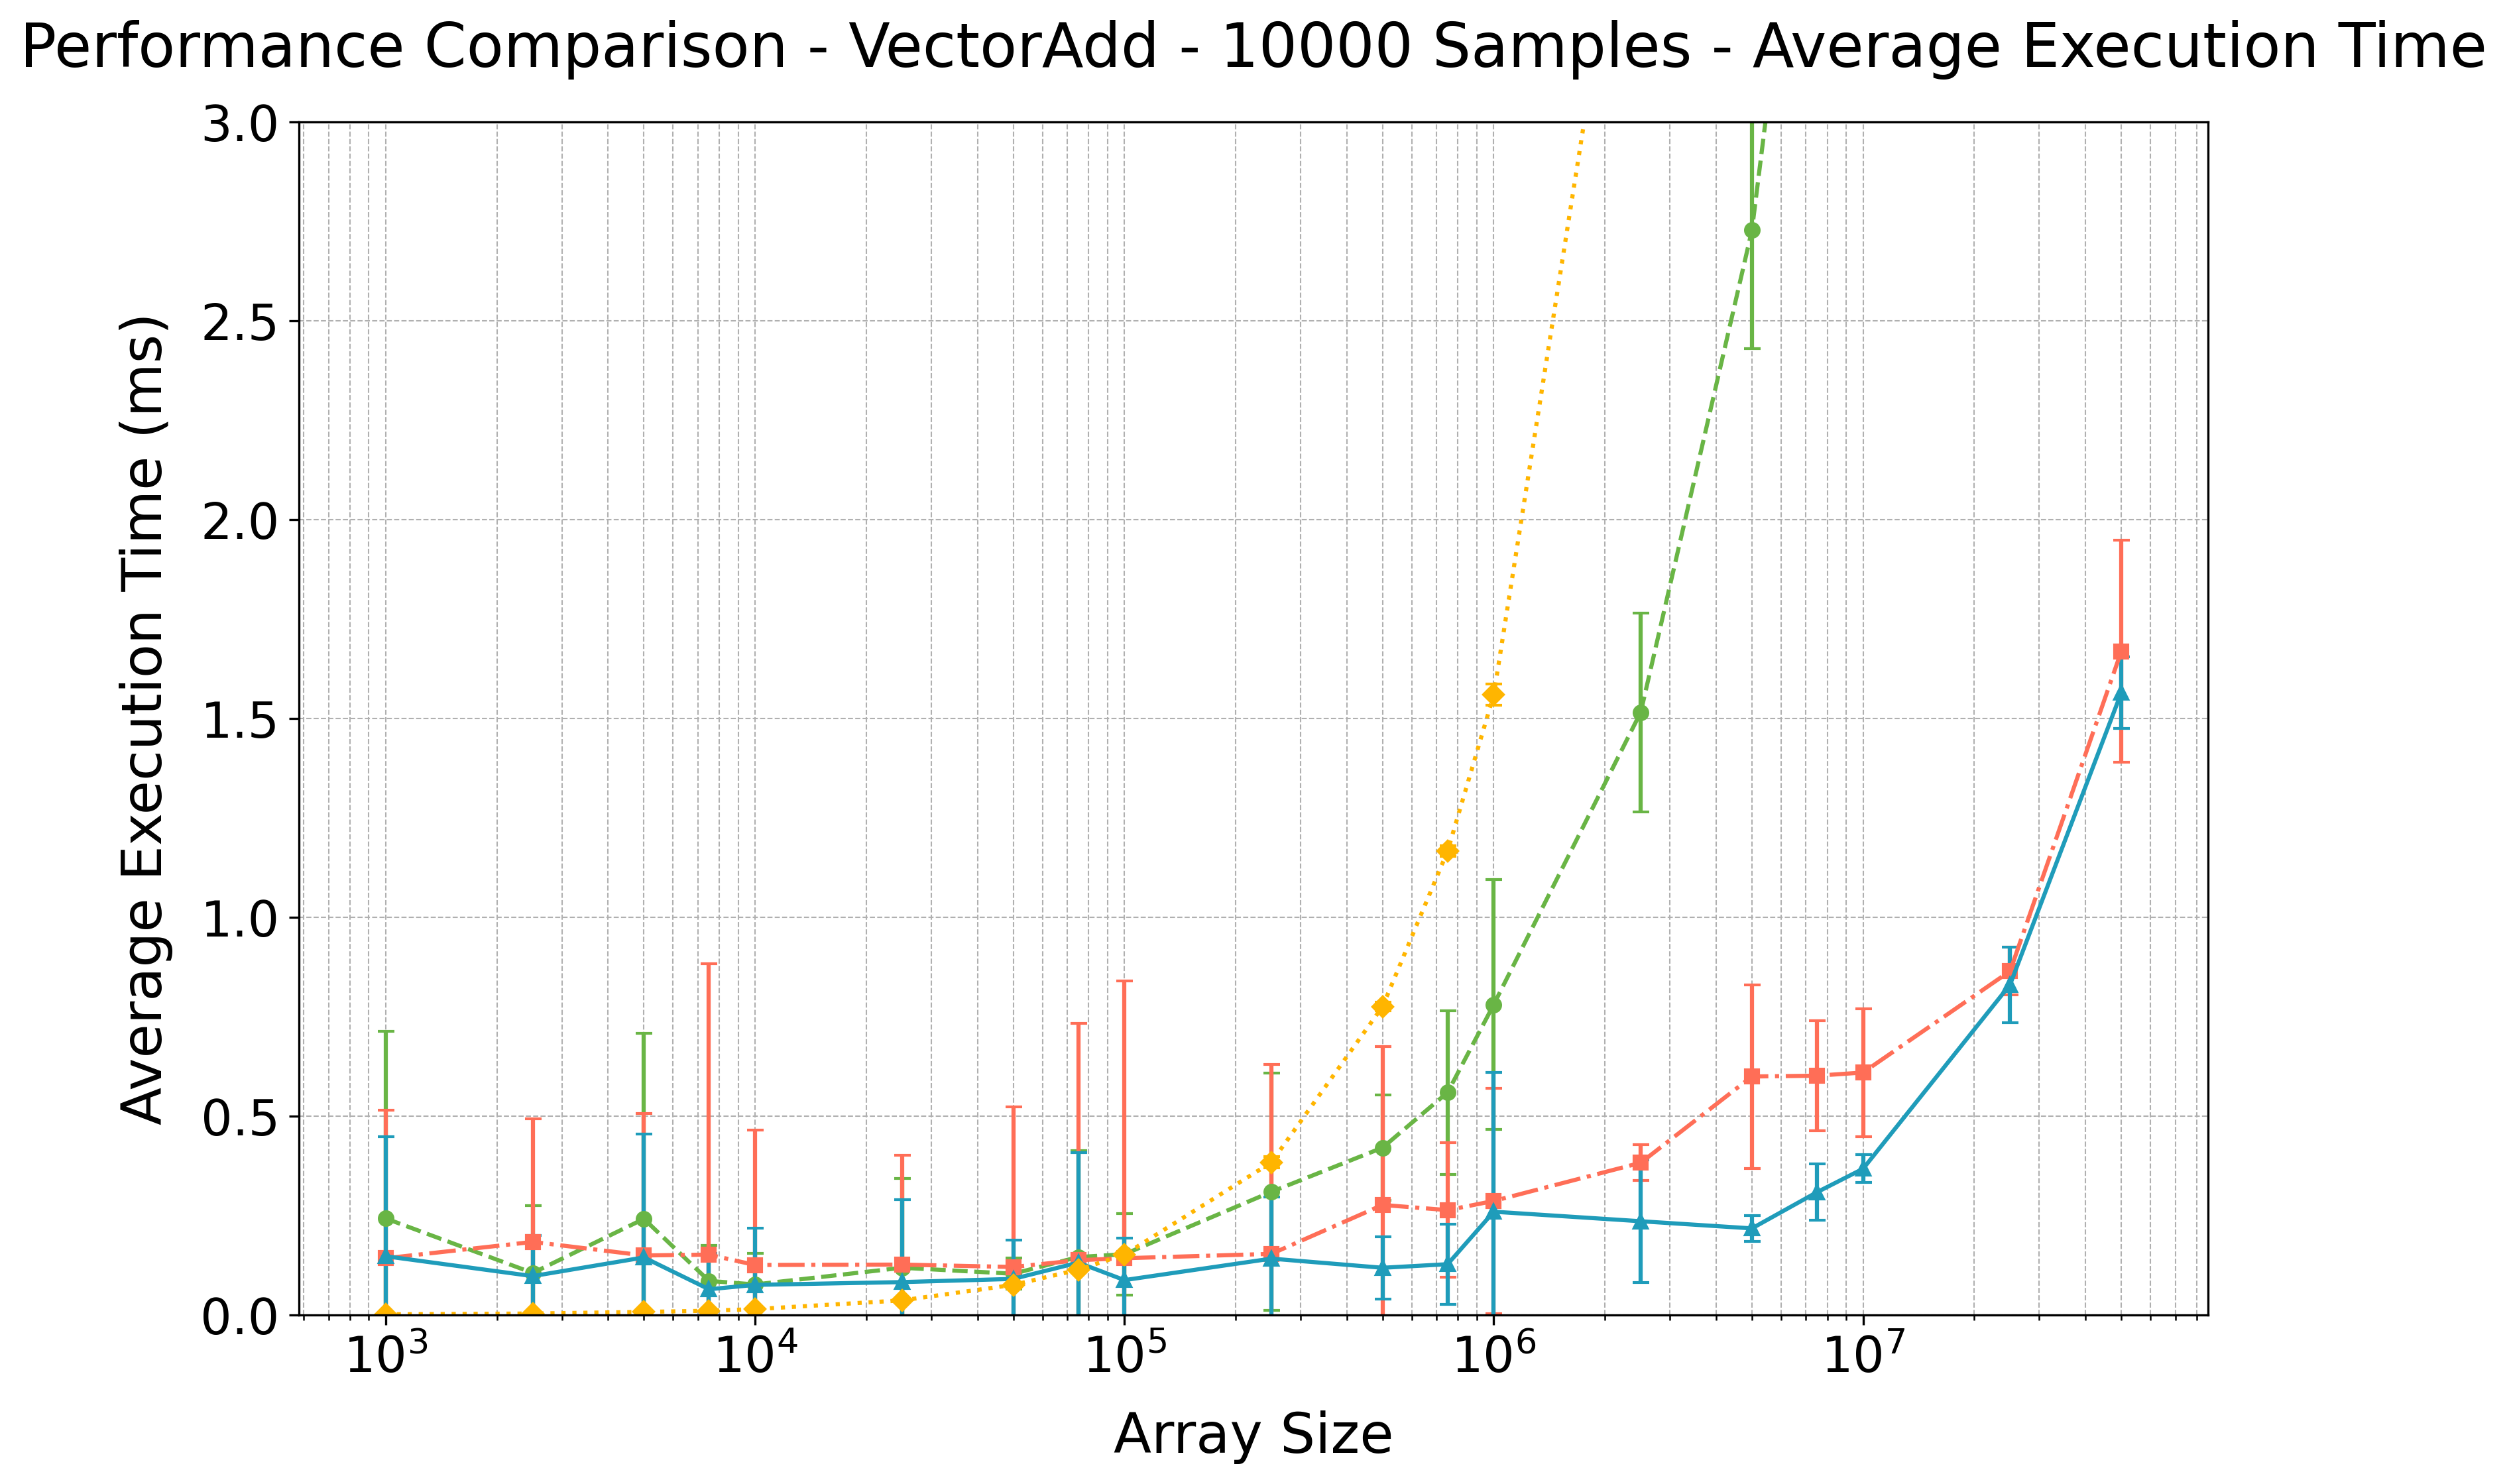 Performance Comparison - VectorAdd - 10000 Samples - Average Execution Time
Average Execution Time (ms)
3.0
2.5
2.0
1.5
1.0
0.5
0.0
10³ 10⁴ 10⁵ 10⁶ 10⁷
Array Size